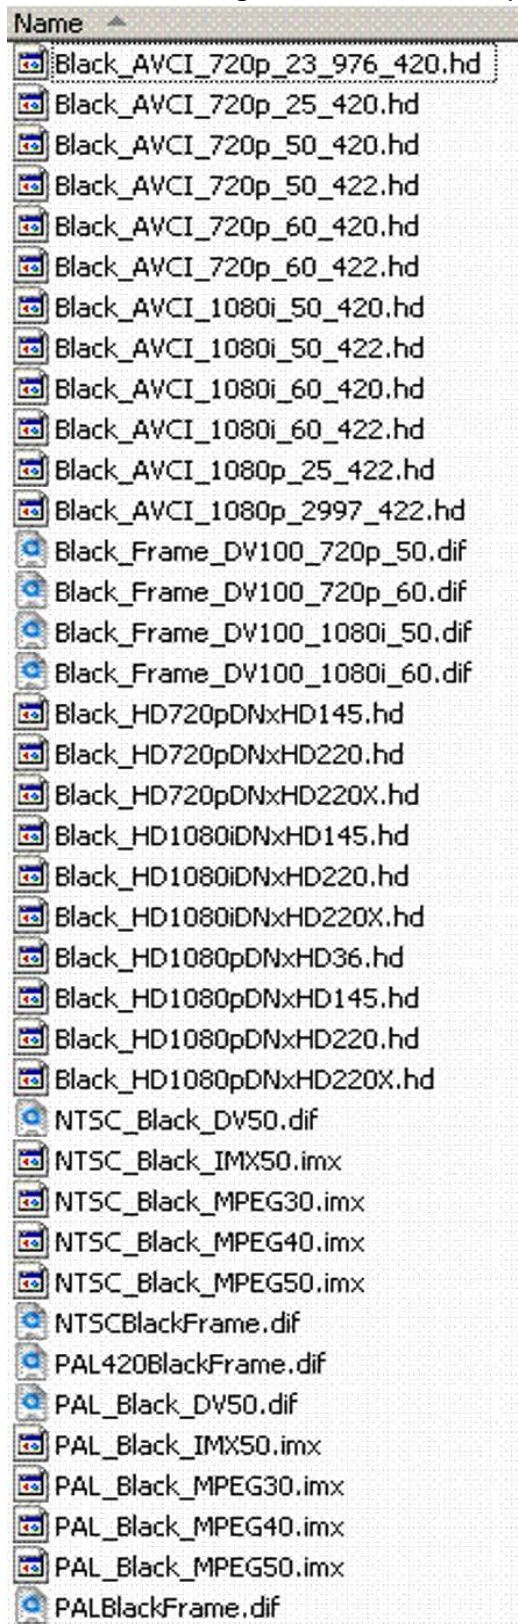 Name
Black_AVCI_720p_23_976_420.hd
Black_AVCI_720p_25_420.hd
Black_AVCI_720p_50_420.hd
Black_AVCI_720p_50_422.hd
Black_AVCI_720p_60_420.hd
Black_AVCI_720p_60_422.hd
Black_AVCI_1080i_50_420.hd
Black_AVCI_1080i_50_422.hd
Black_AVCI_1080i_60_420.hd
Black_AVCI_1080i_60_422.hd
Black_AVCI_1080p_25_422.hd
Black_AVCI_1080p_2997_422.hd
Black_Frame_DV100_720p_50.dif
Black_Frame_DV100_720p_60.dif
Black_Frame_DV100_1080i_50.dif
Black_Frame_DV100_1080i_60.dif
Black_HD720pDNxHD145.hd
Black_HD720pDNxHD220.hd
Black_HD720pDNxHD220X.hd
Black_HD1080iDNxHD145.hd
Black_HD1080iDNxHD220.hd
Black_HD1080iDNxHD220X.hd
Black_HD1080pDNxHD36.hd
Black_HD1080pDNxHD145.hd
Black_HD1080pDNxHD220.hd
Black_HD1080pDNxHD220X.hd
NTSC_Black_DV50.dif
NTSC_Black_IMX50.imx
NTSC_Black_MPEG30.imx
NTSC_Black_MPEG40.imx
NTSC_Black_MPEG50.imx
NTSCBlackFrame.dif
PAL420BlackFrame.dif
PAL_Black_DV50.dif
PAL_Black_IMX50.imx
PAL_Black_MPEG30.imx
PAL_Black_MPEG40.imx
PAL_Black_MPEG50.imx
PALBlackFrame.dif